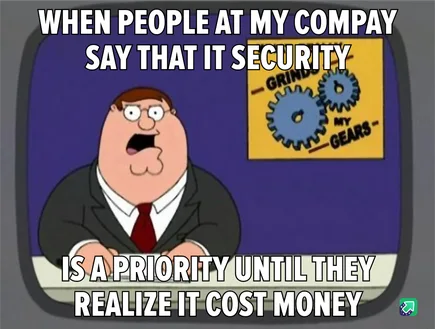 WHEN PEOPLE AT MY COMPAY
SAY THAT IT SECURITY
GRINDS
MY
GEARS
IS A PRIORITY UNTIL THEY
REALIZE IT COST MONEY